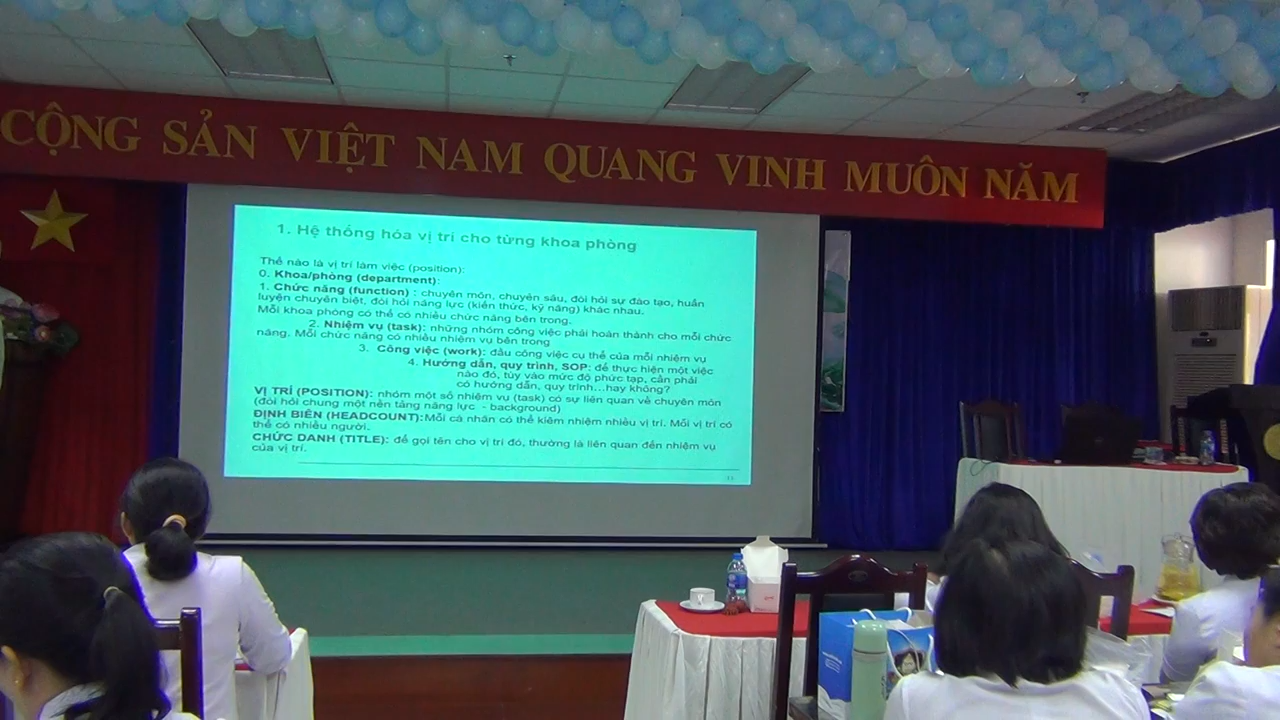 CỘNG SẢN VIỆT NAM QUANG VINH MUÔN NĂM
1. Hệ thống hóa vị trí cho từng khoa phòng
Thế nào là vị trí làm việc (position):
0. Khoa/phòng (department):
1. Chức năng (function) : chuyên môn, chuyên sâu, đòi hỏi sự đào tạo, huấn
luyện chuyên biệt, đòi hỏi năng lực (kiến thức, kỹ năng) khác nhau.
Mỗi khoa phòng có thể có nhiều chức năng bên trong.
2. Nhiệm vụ (task): những nhóm công việc phải hoàn thành cho mỗi chức
năng. Mỗi chức năng có nhiều nhiệm vụ bên trong
3. Công việc (work): đầu công việc cụ thể của mỗi nhiệm vụ
4. Hướng dẫn, quy trình, SOP: để thực hiện một việc
nào đó, tùy vào mức độ phức tạp, cần phải
có hướng dẫn, quy trình...hay không?
VỊ TRÍ (POSITION): nhóm một số nhiệm vụ (task) có sự liên quan về chuyên môn
(đòi hỏi chung một nền tảng năng lực - background)
ĐỊNH BIÊN (HEADCOUNT):Mỗi cá nhân có thể kiêm nhiệm nhiều vị trí. Mỗi vị trí có
thể có nhiều người.
CHỨC DANH (TITLE): để gọi tên cho vị trí đó, thường là liên quan đến nhiệm vụ
của vị trí.